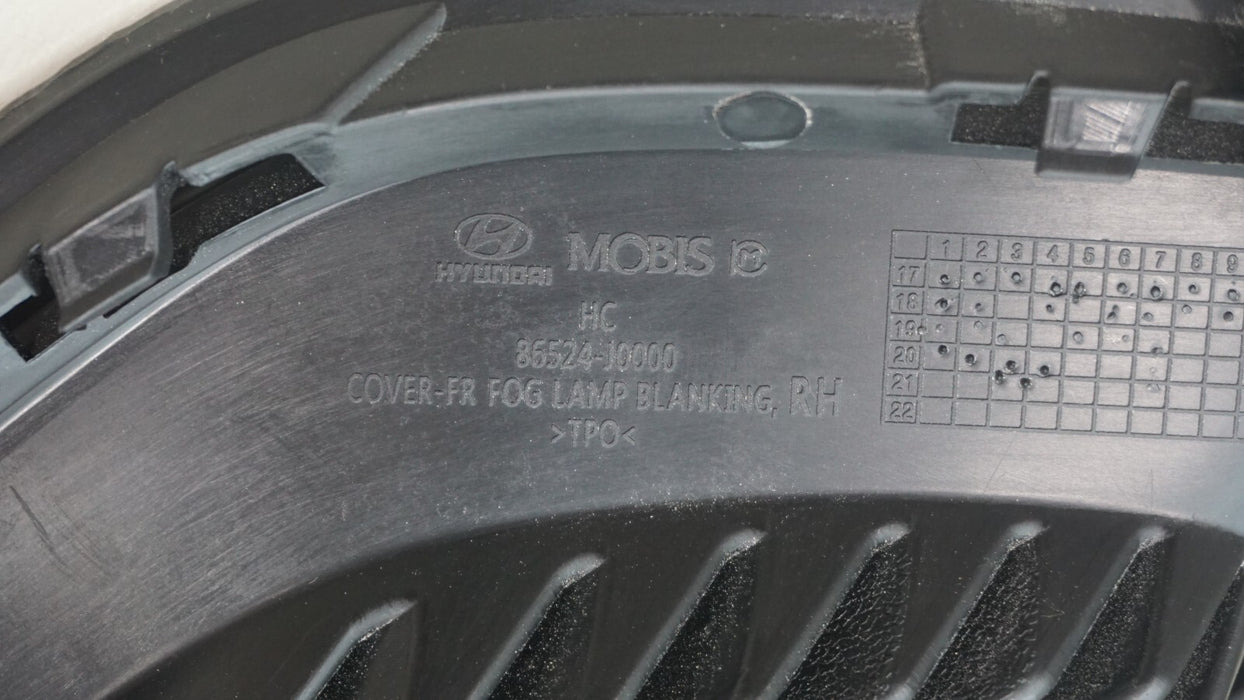 HYUNDAI MOBIS
HC
86524-J0000
COVER-FR FOG LAMP BLANKING, RH
>TPO<
1 2 3 4 5 6 7 8 9
17
18
19
20
21
22